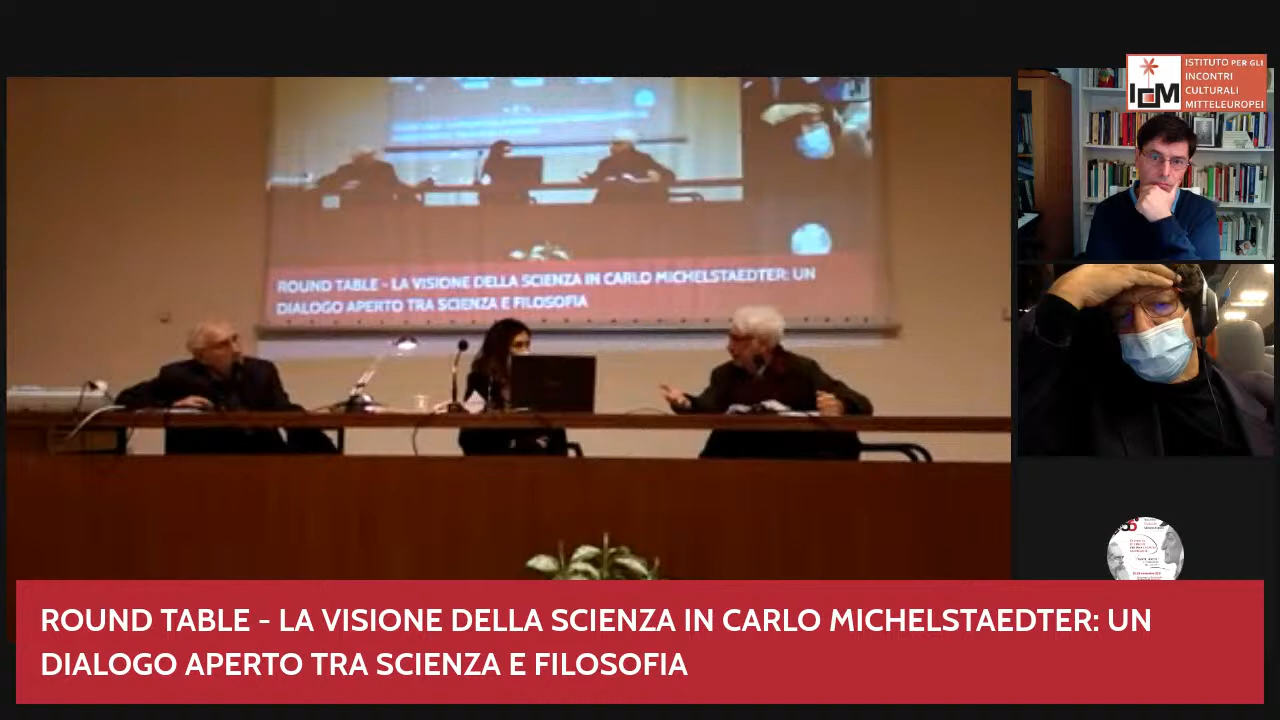 ISTITUTO PER GLI
INCONTRI
CULTURALI
MITTELEUROPEI
ICM
ROUND TABLE - LA VISIONE DELLA SCIENZA IN CARLO MICHELSTAEDTER: UN
DIALOGO APERTO TRA SCIENZA E FILOSOFIA
ROUND TABLE - LA VISIONE DELLA SCIENZA IN CARLO MICHELSTAEDTER: UN
DIALOGO APERTO TRA SCIENZA E FILOSOFIA